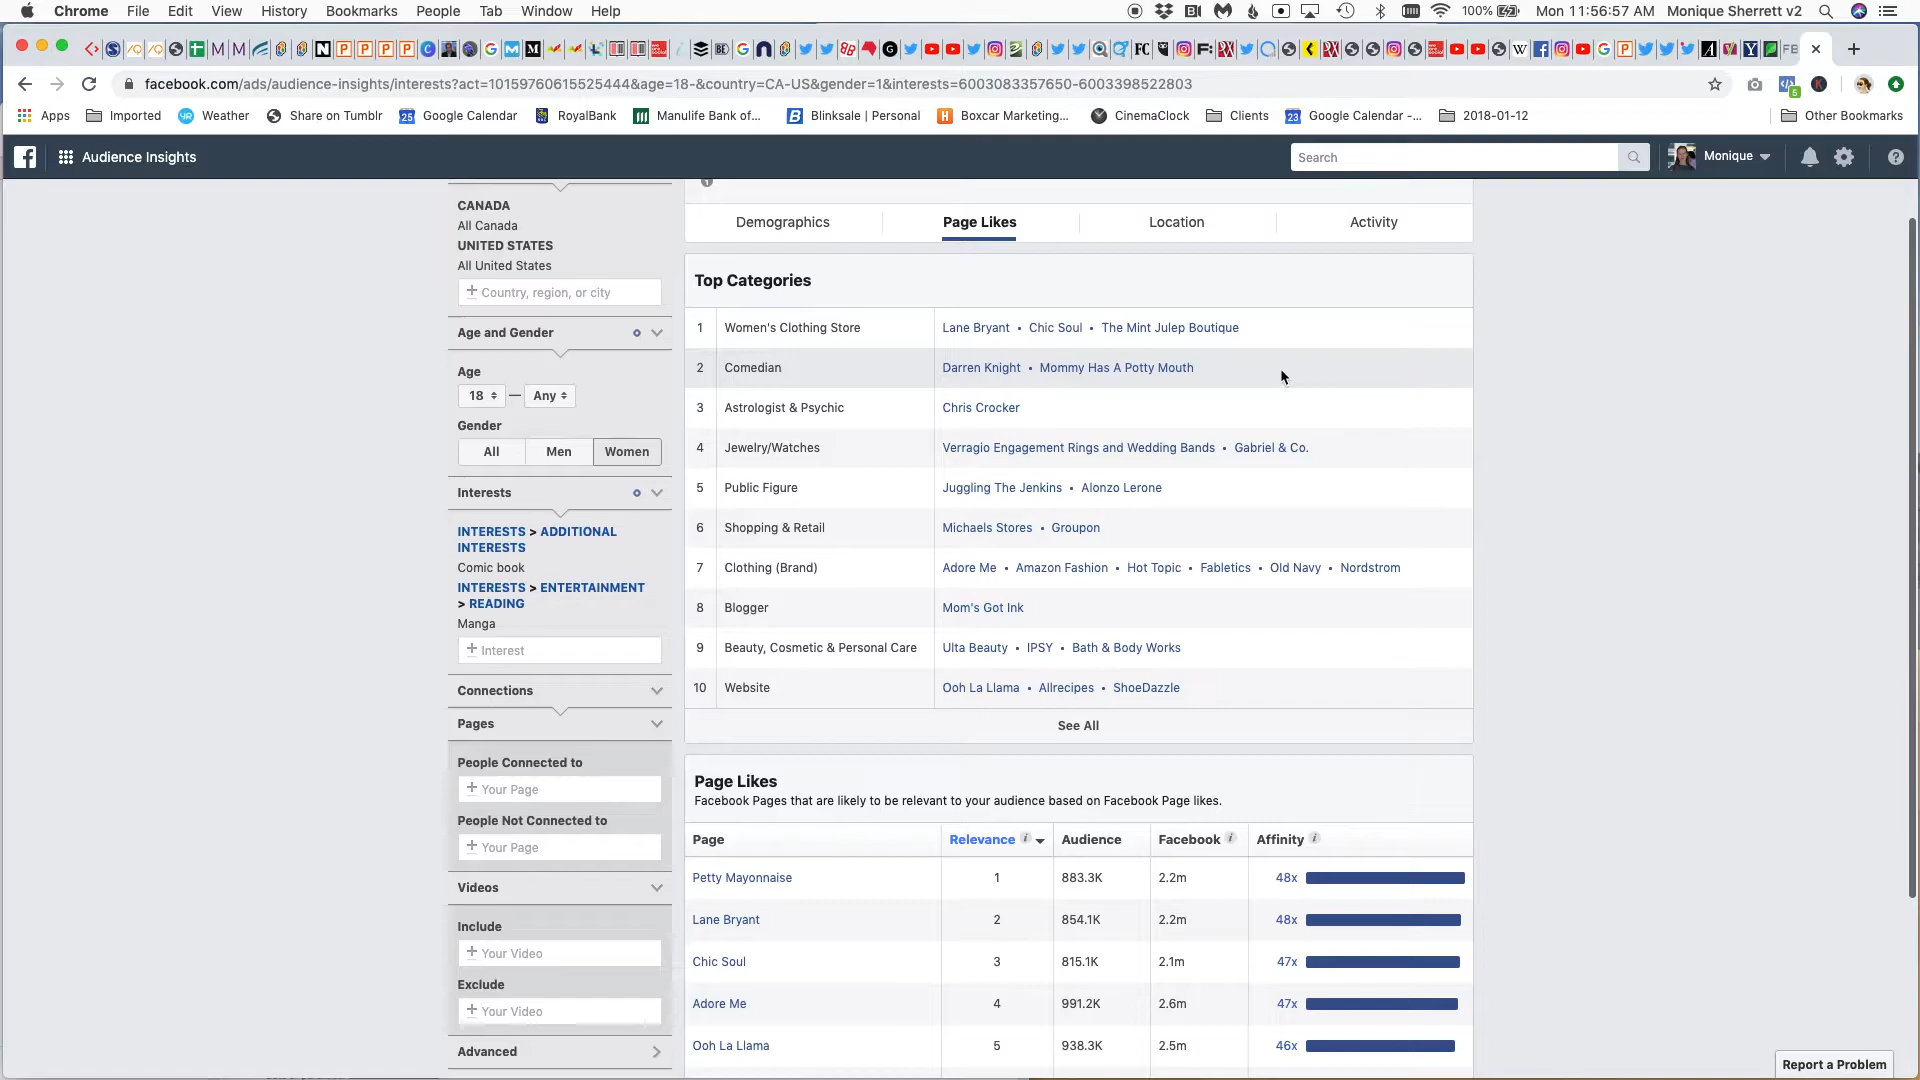 Chrome File Edit View History Bookmarks People Tab Window Help 100% Mon 11:56:57 AM Monique Sherrett v2
facebook.com/ads/audience-insights/interests?act=10159760615525444&age=18-&country=CA-US&gender=1&interests=6003083357650-6003398522803
Apps Imported Weather Share on Tumblr Google Calendar RoyalBank Manulife Bank of... Blinksale | Personal Boxcar Marketing... CinemaClock Clients Google Calendar -... 2018-01-12 Other Bookmarks
Audience Insights Search Monique
CANADA
All Canada
UNITED STATES
All United States
+ Country, region, or city
Age and Gender
Age
18 — Any
Gender
All Men Women
Interests
INTERESTS > ADDITIONAL
INTERESTS
Comic book
INTERESTS > ENTERTAINMENT
> READING
Manga
+ Interest
Connections
Pages
People Connected to
+ Your Page
People Not Connected to
+ Your Page
Videos
Include
+ Your Video
Exclude
+ Your Video
Advanced
Demographics Page Likes Location Activity
Top Categories
1 Women's Clothing Store Lane Bryant • Chic Soul • The Mint Julep Boutique
2 Comedian Darren Knight • Mommy Has A Potty Mouth
3 Astrologist & Psychic Chris Crocker
4 Jewelry/Watches Verragio Engagement Rings and Wedding Bands • Gabriel & Co.
5 Public Figure Juggling The Jenkins • Alonzo Lerone
6 Shopping & Retail Michaels Stores • Groupon
7 Clothing (Brand) Adore Me • Amazon Fashion • Hot Topic • Fabletics • Old Navy • Nordstrom
8 Blogger Mom's Got Ink
9 Beauty, Cosmetic & Personal Care Ulta Beauty • IPSY • Bath & Body Works
10 Website Ooh La Llama • Allrecipes • ShoeDazzle
See All
Page Likes
Facebook Pages that are likely to be relevant to your audience based on Facebook Page likes.
Page Relevance Audience Facebook Affinity
Petty Mayonnaise 1 883.3K 2.2m 48x
Lane Bryant 2 854.1K 2.2m 48x
Chic Soul 3 815.1K 2.1m 47x
Adore Me 4 991.2K 2.6m 47x
Ooh La Llama 5 938.3K 2.5m 46x
Report a Problem